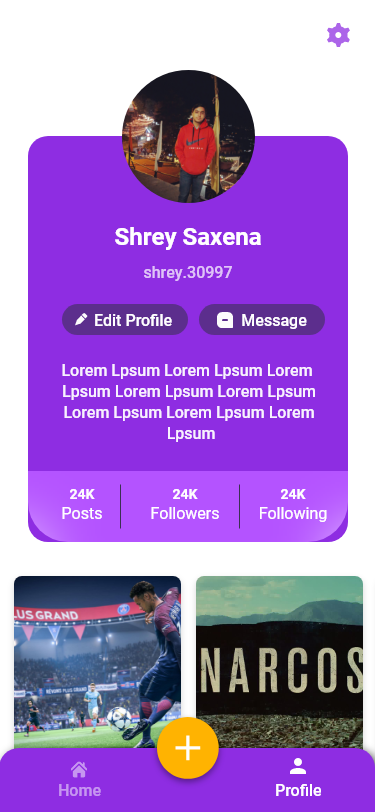 Shrey Saxena
shrey.30997
Edit Profile
Message
Lorem Lpsum Lorem Lpsum Lorem
Lpsum Lorem Lpsum Lorem Lpsum
Lorem Lpsum Lorem Lpsum Lorem
Lpsum
24K
Posts
24K
Followers
24K
Following
LUS GRAND
NARCOS
Home
Profile